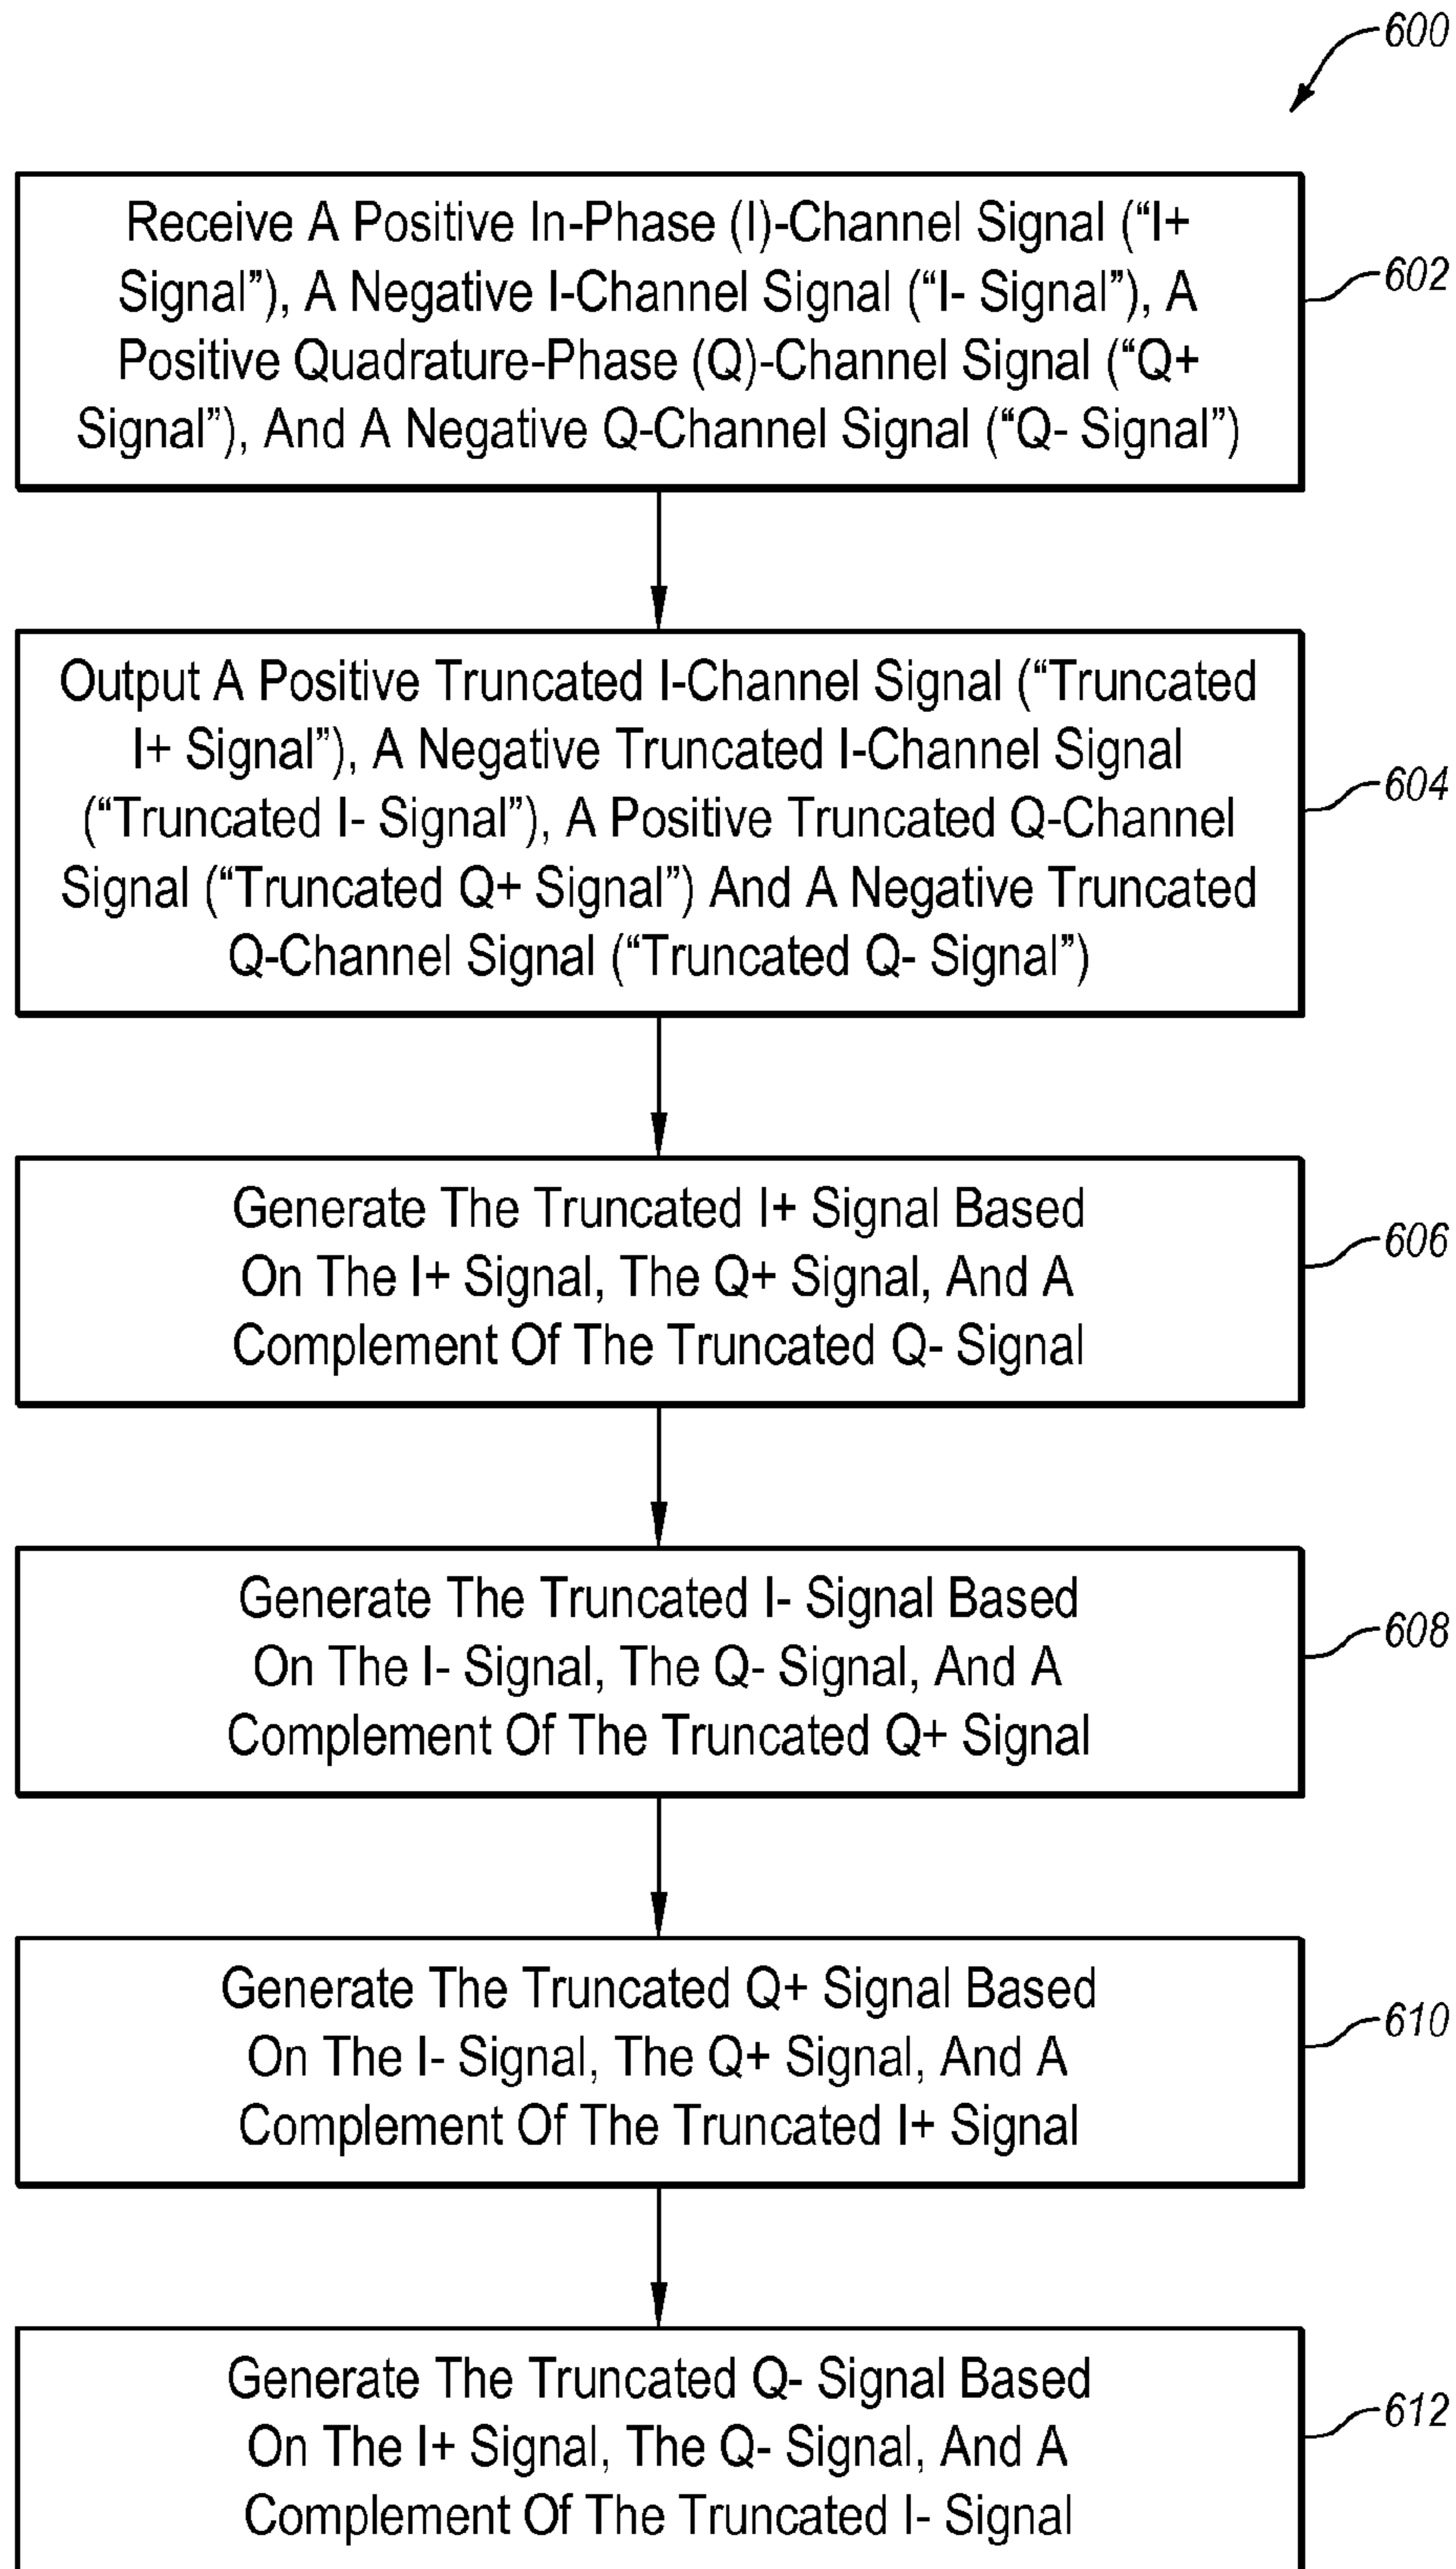 600
Receive A Positive In-Phase (I)-Channel Signal (“I+
Signal”), A Negative I-Channel Signal (“I- Signal”), A
Positive Quadrature-Phase (Q)-Channel Signal (“Q+
Signal”), And A Negative Q-Channel Signal (“Q- Signal”)
602
Output A Positive Truncated I-Channel Signal (“Truncated
I+ Signal”), A Negative Truncated I-Channel Signal
(“Truncated I- Signal”), A Positive Truncated Q-Channel
Signal (“Truncated Q+ Signal”) And A Negative Truncated
Q-Channel Signal (“Truncated Q- Signal”)
604
Generate The Truncated I+ Signal Based
On The I+ Signal, The Q+ Signal, And A
Complement Of The Truncated Q- Signal
606
Generate The Truncated I- Signal Based
On The I- Signal, The Q- Signal, And A
Complement Of The Truncated Q+ Signal
608
Generate The Truncated Q+ Signal Based
On The I- Signal, The Q+ Signal, And A
Complement Of The Truncated I+ Signal
610
Generate The Truncated Q- Signal Based
On The I+ Signal, The Q- Signal, And A
Complement Of The Truncated I- Signal
612